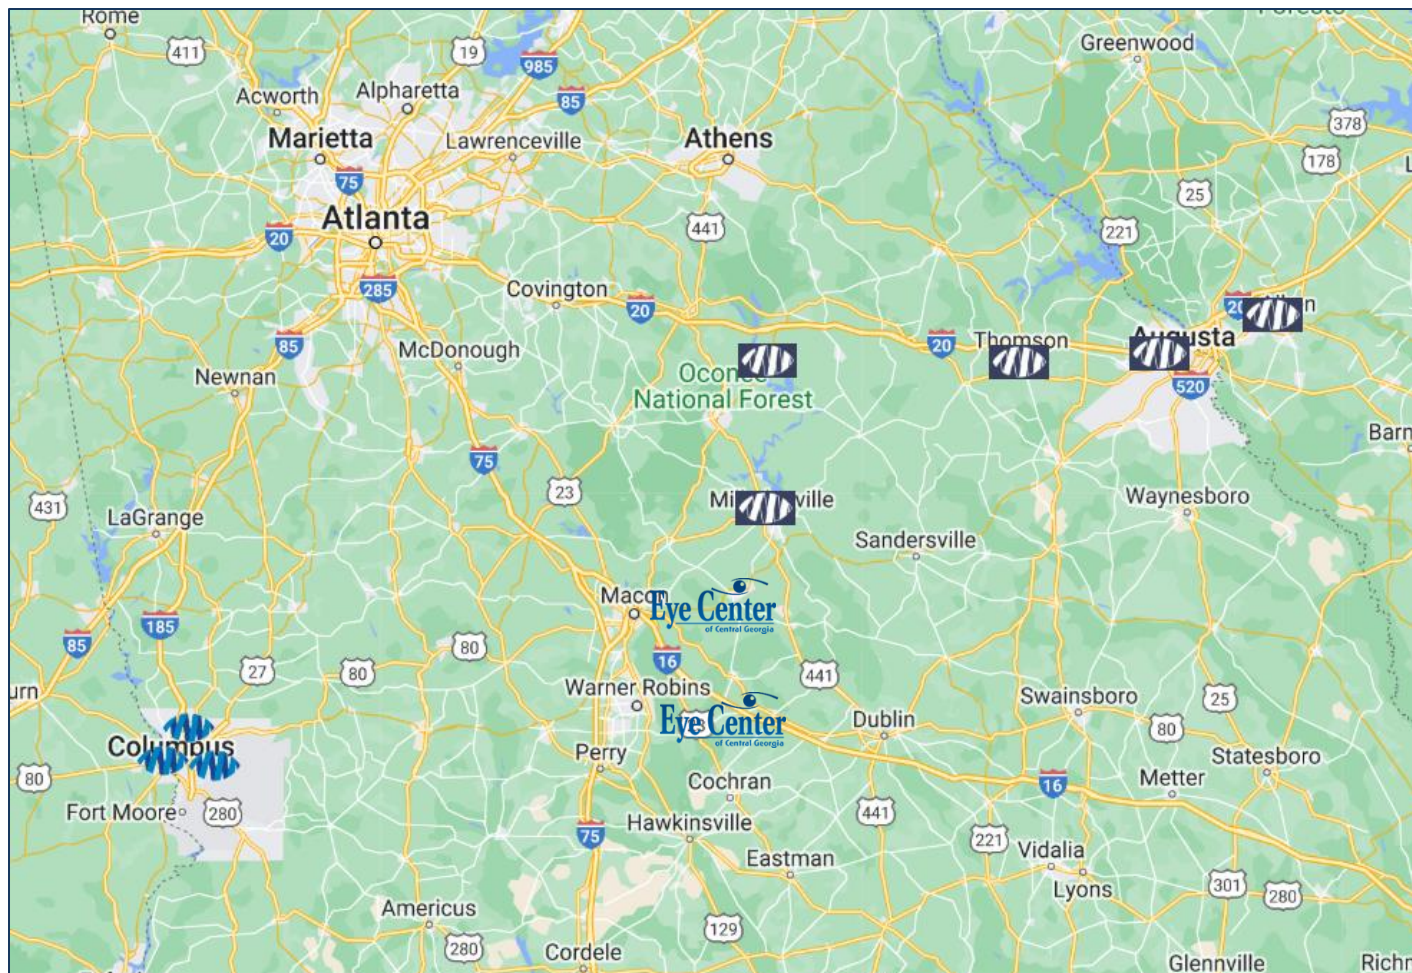 Rome
Forests
411
19
985
Greenwood
Acworth
Alpharetta
85
378
Marietta
Lawrenceville
Athens
178
75
25
Atlanta
441
221
20
285
Covington
20
20
85
McDonough
20
Thomson
Augusta
Newnan
Oconee
National Forest
520
75
Barn
431
23
LaGrange
Waynesboro
Sandersville
Macon
Eye Center
of Central Georgia
185
85
80
16
27
80
441
urn
Warner Robins
Swainsboro
25
Eye Center
of Central Georgia
Dublin
80
Columbus
Perry
Statesboro
80
Cochran
16
Metter
Fort Moore
280
441
Hawkinsville
75
221
Eastman
Vidalia
Lyons
301
280
Americus
129
280
Cordele
Glennville
Richm